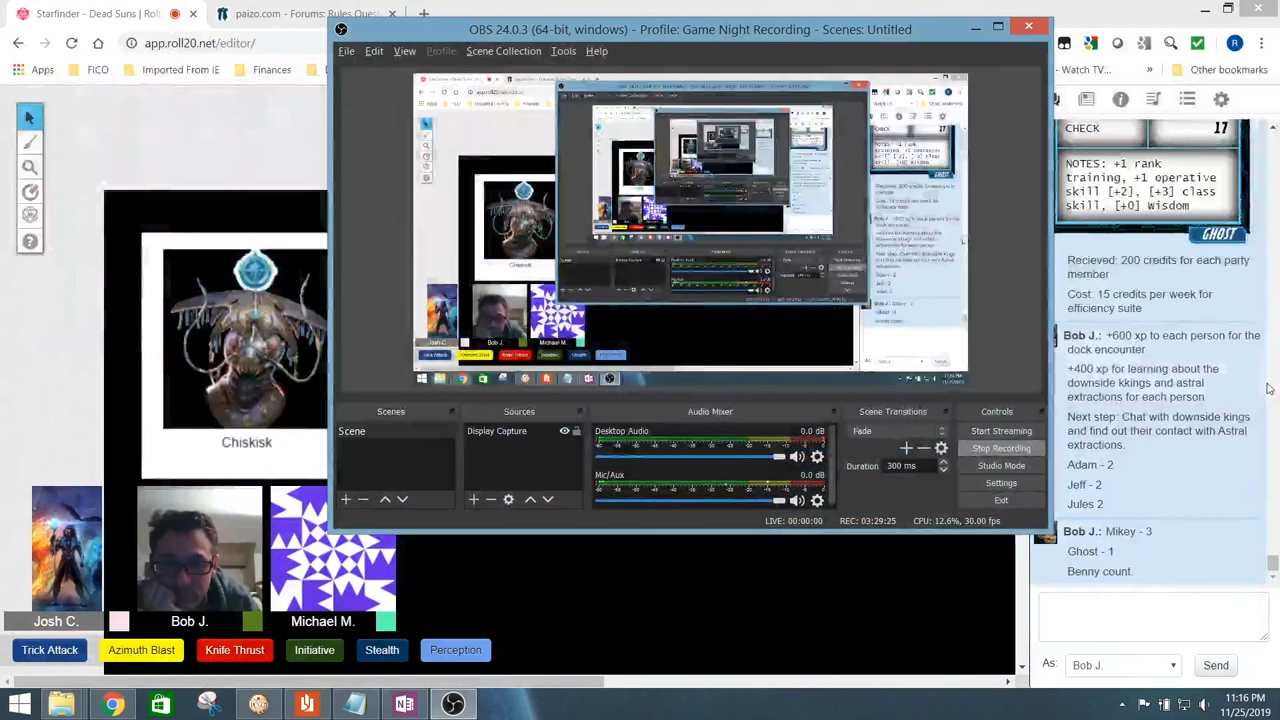 Starfinder - Dead Suns (A
paizo.com - Forums: Rules Que
app.roll20.net/editor/
Apps
FICO
Importated From IE
Finances
Other bookmarks
OBS 24.0.3 (64-bit, windows) - Profile: Game Night Recording - Scenes: Untitled
File
Edit
View
Profile
Scene Collection
Tools
Help
CHECK
17
NOTES: +1 rank
training, +1 operative
skill [+2], [+3] class
skill, [+0] wisdom
GHOST
Recieved: 200 credits for each party
member
Cost: 15 credits per week for
efficiency suite
Bob J.: +600 xp to each person for the
dock encounter
+400 xp for learning about the
downside kkings and astral
extractions for each person
Next step: Chat with downside kings
and find out their contact with Astral
extractions.
Adam - 2
Jeff - 2
Jules 2
Bob J.: Mikey - 3
Ghost - 1
Benny count.
As:
Bob J.
Send
Chiskisk
Scenes
Scene
Sources
Display Capture
Audio Mixer
Desktop Audio
0.0 dB
Mic/Aux
0.0 dB
Scene Transitions
Fade
Duration
300 ms
Controls
Start Streaming
Stop Recording
Studio Mode
Settings
Exit
LIVE: 00:00:00
REC: 03:29:25
CPU: 12.6%, 30.00 fps
Josh C.
Bob J.
Michael M.
Trick Attack
Azimuth Blast
Knife Thrust
Initiative
Stealth
Perception
11:16 PM
11/25/2019